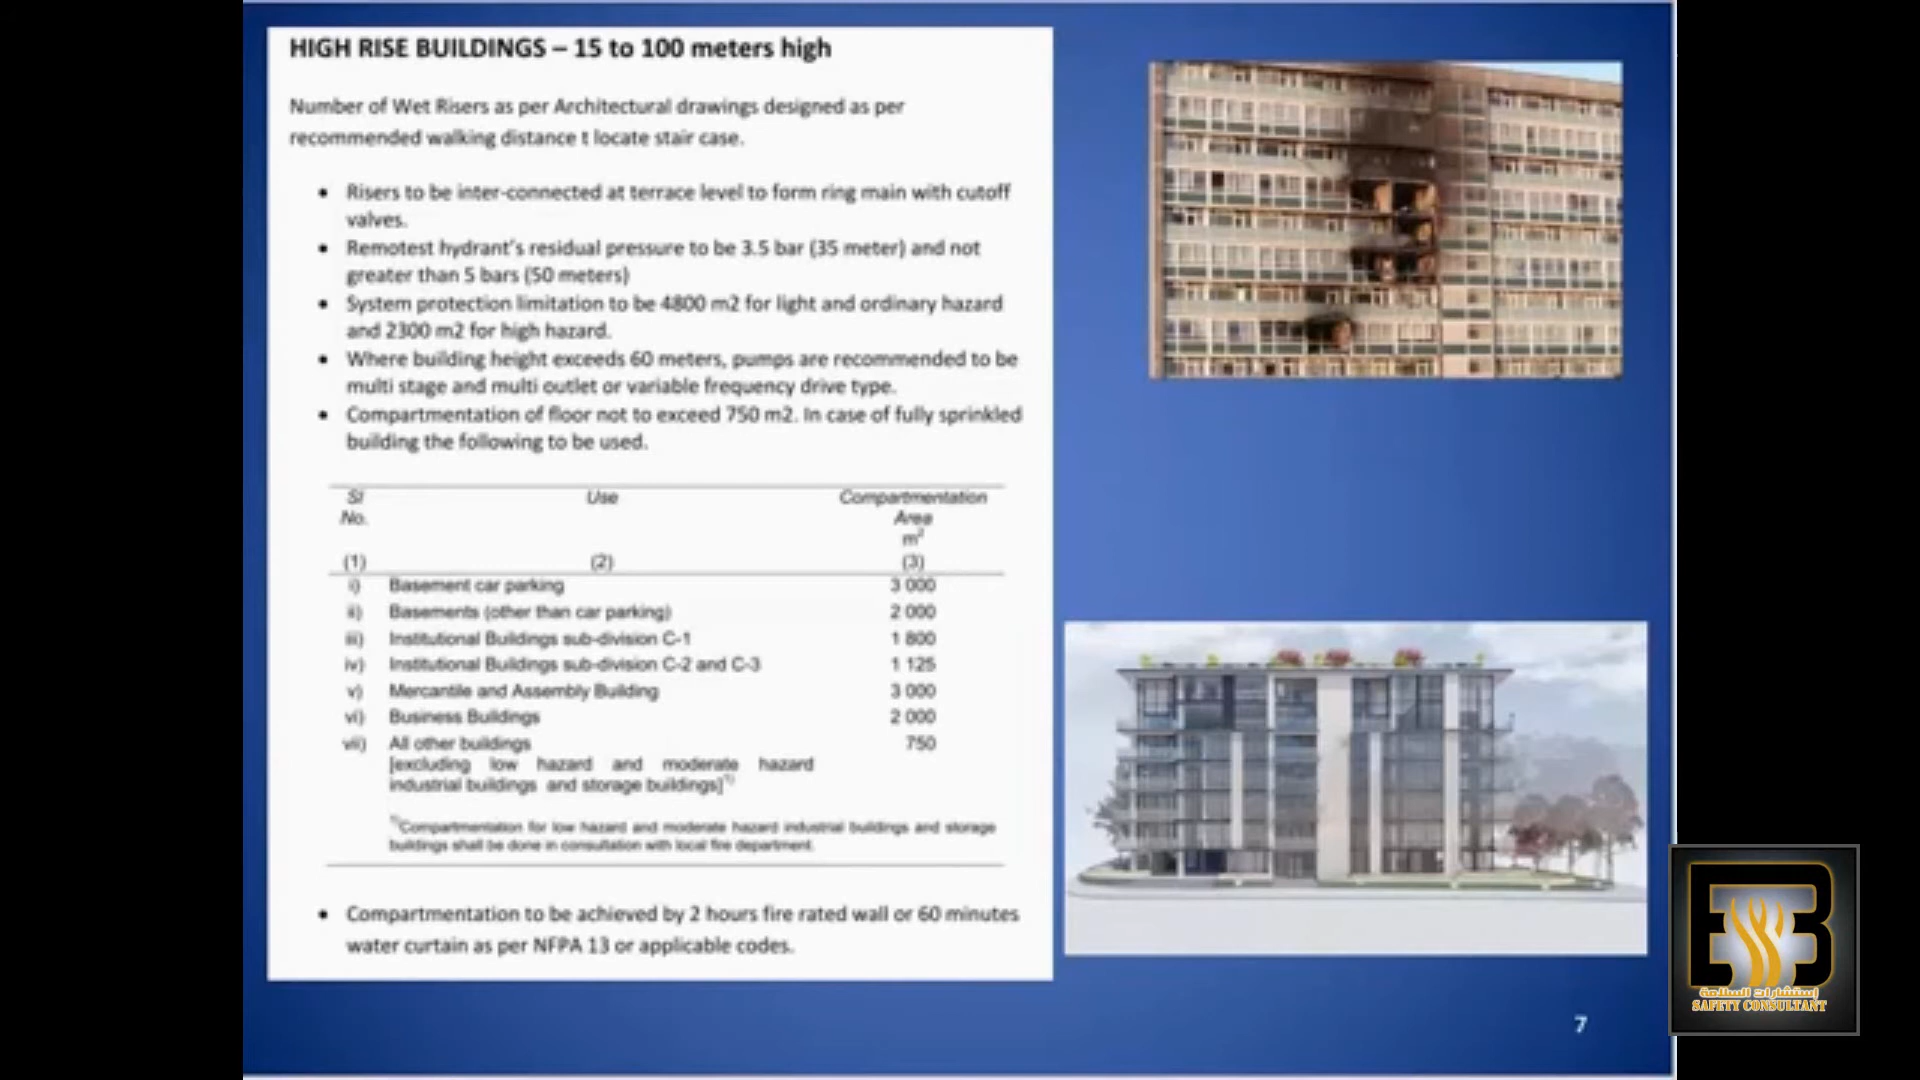 HIGH RISE BUILDINGS – 15 to 100 meters high
Number of Wet Risers as per Architectural drawings designed as per
recommended walking distance t locate stair case.
• Risers to be inter-connected at terrace level to form ring main with cutoff
valves.
• Remotest hydrant's residual pressure to be 3.5 bar (35 meter) and not
greater than 5 bars (50 meters)
• System protection limitation to be 4800 m2 for light and ordinary hazard
and 2300 m2 for high hazard.
• Where building height exceeds 60 meters, pumps are recommended to be
multi stage and multi outlet or variable frequency drive type.
• Compartmentation of floor not to exceed 750 m2. In case of fully sprinkled
building the following to be used.
Sl Use Compartmentation
No. Area
m²
(1) (2) (3)
i) Basement car parking 3 000
ii) Basements (other than car parking) 2 000
iii) Institutional Buildings sub-division C-1 1 800
iv) Institutional Buildings sub-division C-2 and C-3 1 125
v) Mercantile and Assembly Building 3 000
vi) Business Buildings 2 000
vii) All other buildings 750
[excluding low hazard and moderate hazard
industrial buildings and storage buildings]¹⁾
¹⁾Compartmentation for low hazard and moderate hazard industrial buildings and storage
buildings shall be done in consultation with local fire department.
• Compartmentation to be achieved by 2 hours fire rated wall or 60 minutes
water curtain as per NFPA 13 or applicable codes.
7
إستشارات السلامة
SAFETY CONSULTANT